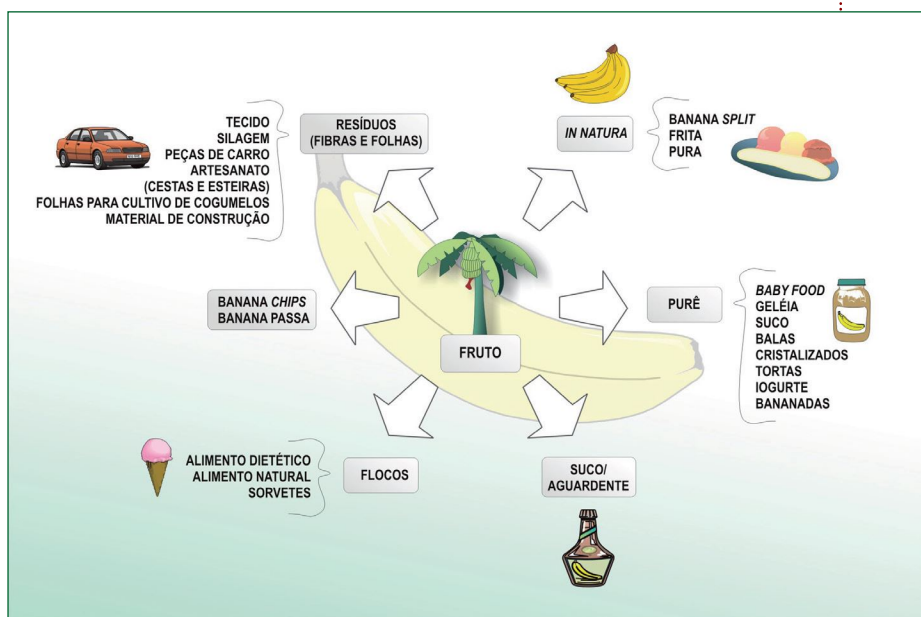 TECIDO
SILAGEM
PEÇAS DE CARRO
ARTESANATO
(CESTAS E ESTEIRAS)
FOLHAS PARA CULTIVO DE COGUMELOS
MATERIAL DE CONSTRUÇÃO
RESÍDUOS
(FIBRAS E FOLHAS)
IN NATURA
BANANA SPLIT
FRITA
PURA
BANANA CHIPS
BANANA PASSA
FRUTO
PURÊ
BABY FOOD
GELÉIA
SUCO
BALAS
CRISTALIZADOS
TORTAS
IOGURTE
BANANADAS
ALIMENTO DIETÉTICO
ALIMENTO NATURAL
SORVETES
FLOCOS
SUCO/
AGUARDENTE